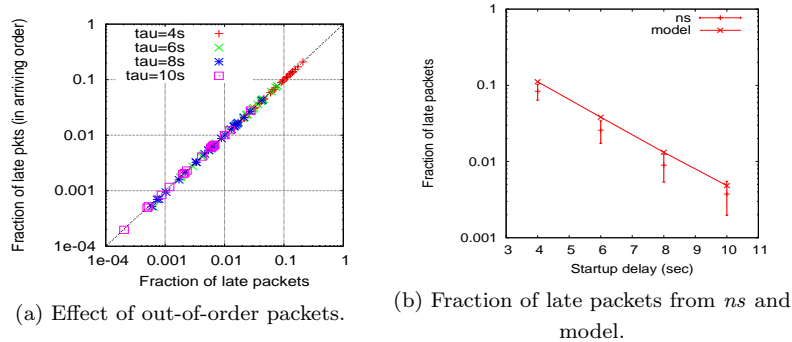 Fraction of late pkts (in arriving order)
1
0.1
0.01
0.001
1e-04
1e-04 0.001 0.01 0.1 1
Fraction of late packets
tau=4s
tau=6s
tau=8s
tau=10s
(a) Effect of out-of-order packets.
Fraction of late packets
1
0.1
0.01
0.001
3 4 5 6 7 8 9 10 11
Startup delay (sec)
ns
model
(b) Fraction of late packets from ns and
model.